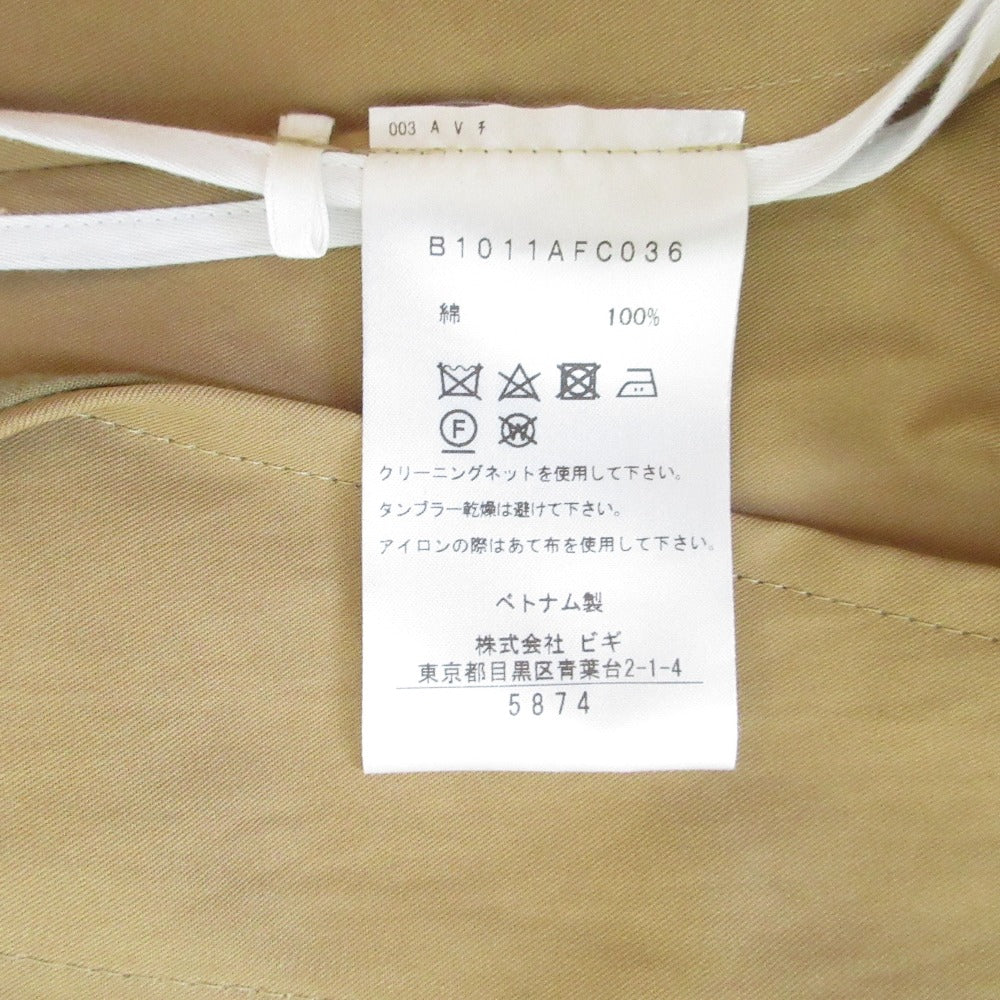 003 A V チ
B1011AFC036
綿 100%
F W
クリーニングネットを使用して下さい。
タンブラー乾燥は避けて下さい。
アイロンの際はあて布を使用して下さい。
ベトナム製
株式会社 ビギ
東京都目黒区青葉台2-1-4
5874